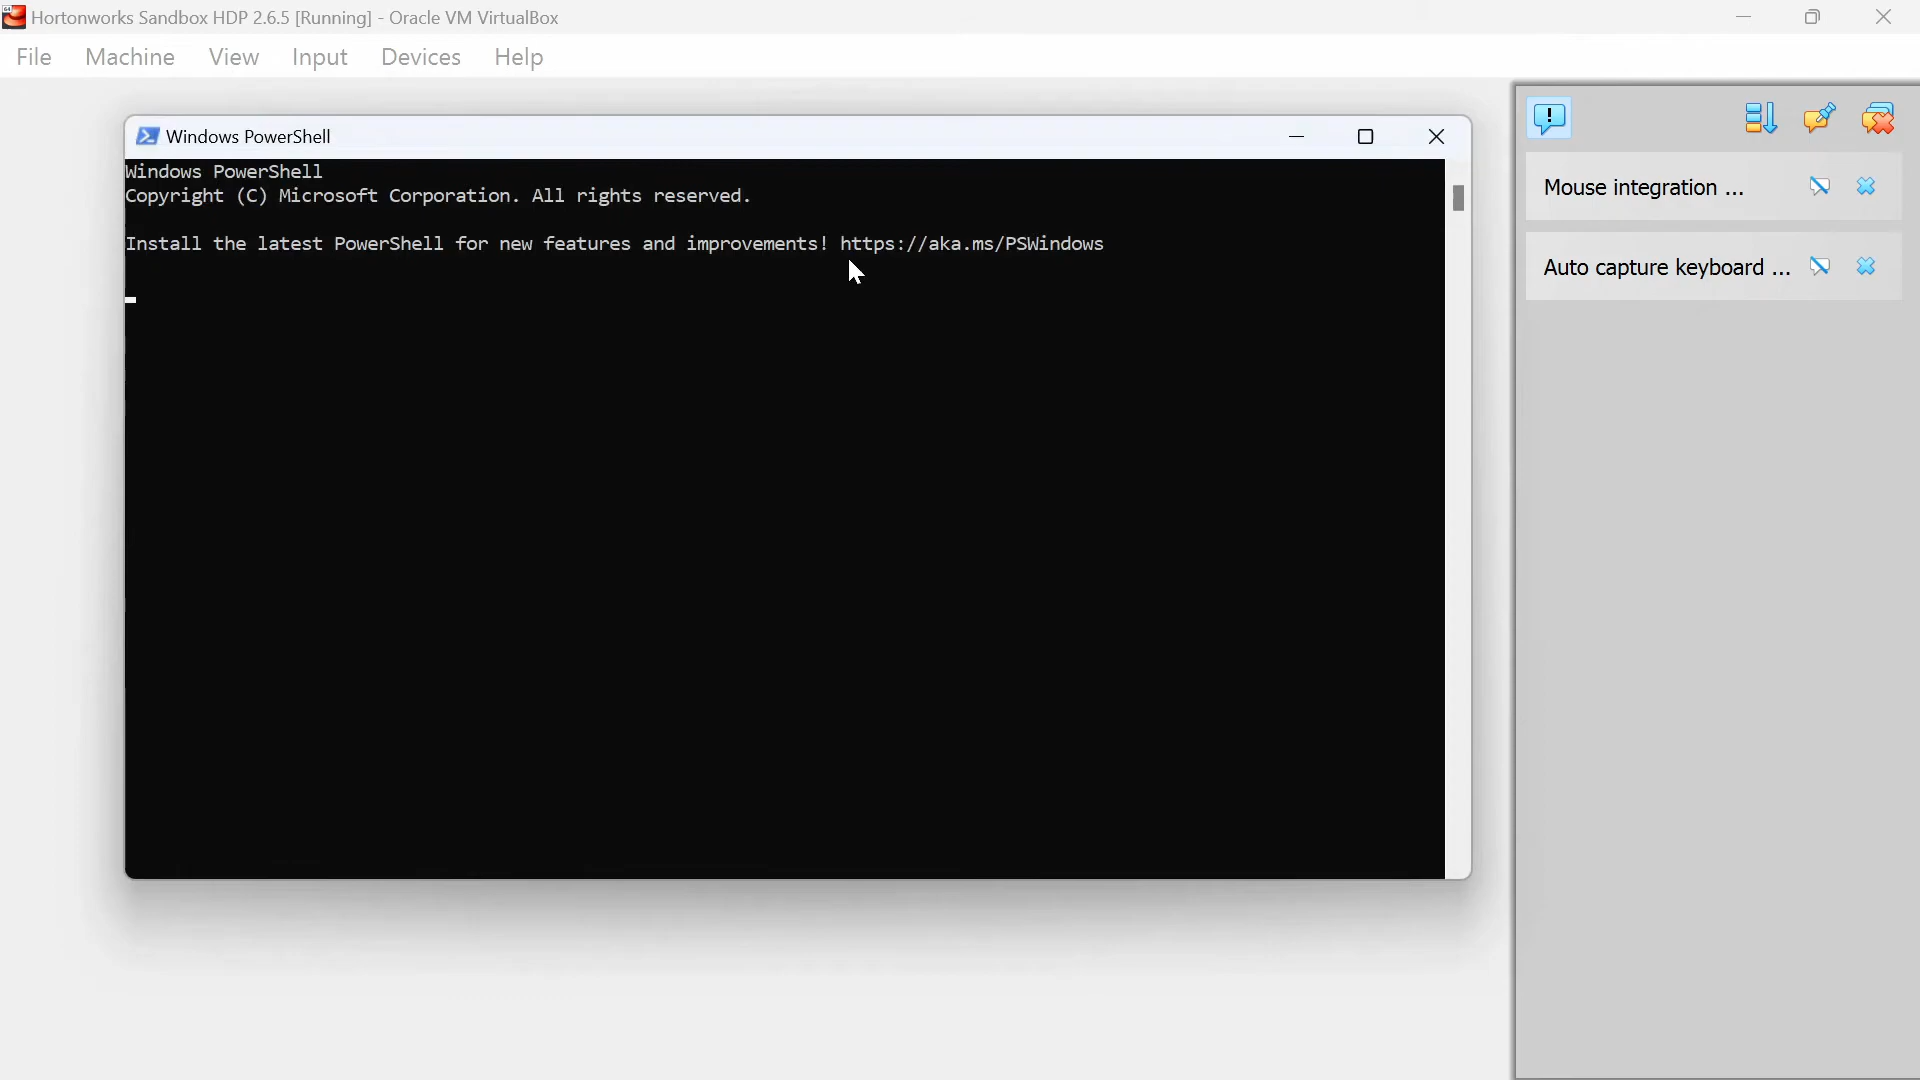 Hortonworks Sandbox HDP 2.6.5 [Running] - Oracle VM VirtualBox
File Machine View Input Devices Help
Windows PowerShell
Windows PowerShell
Copyright (C) Microsoft Corporation. All rights reserved.
Install the latest PowerShell for new features and improvements! https://aka.ms/PSWindows
Mouse integration ...
Auto capture keyboard ...